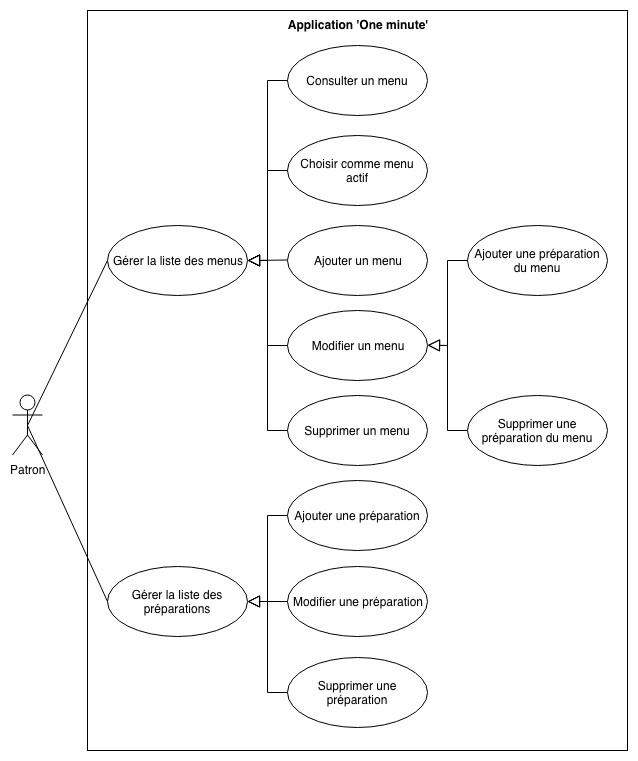 Application 'One minute'
Consulter un menu
Choisir comme menu
actif
Gérer la liste des menus
Ajouter un menu
Ajouter une préparation
du menu
Modifier un menu
Supprimer un menu
Supprimer une
préparation du menu
Patron
Ajouter une préparation
Gérer la liste des
préparations
Modifier une préparation
Supprimer une
préparation